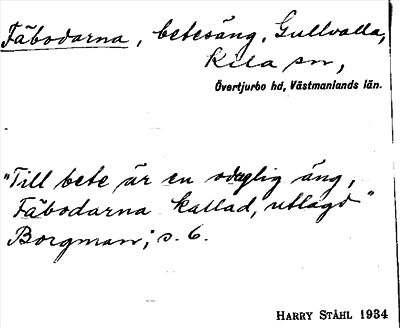 Fäbodarna, betesäng, Gullvalla,
Kila sn,
Övertjurbo hd, Västmanlands län.
"Till bete är en oduglig äng,
Fäbodarna kallad, utlagd"
Borgman; s. 6.
HARRY STÅHL 1934